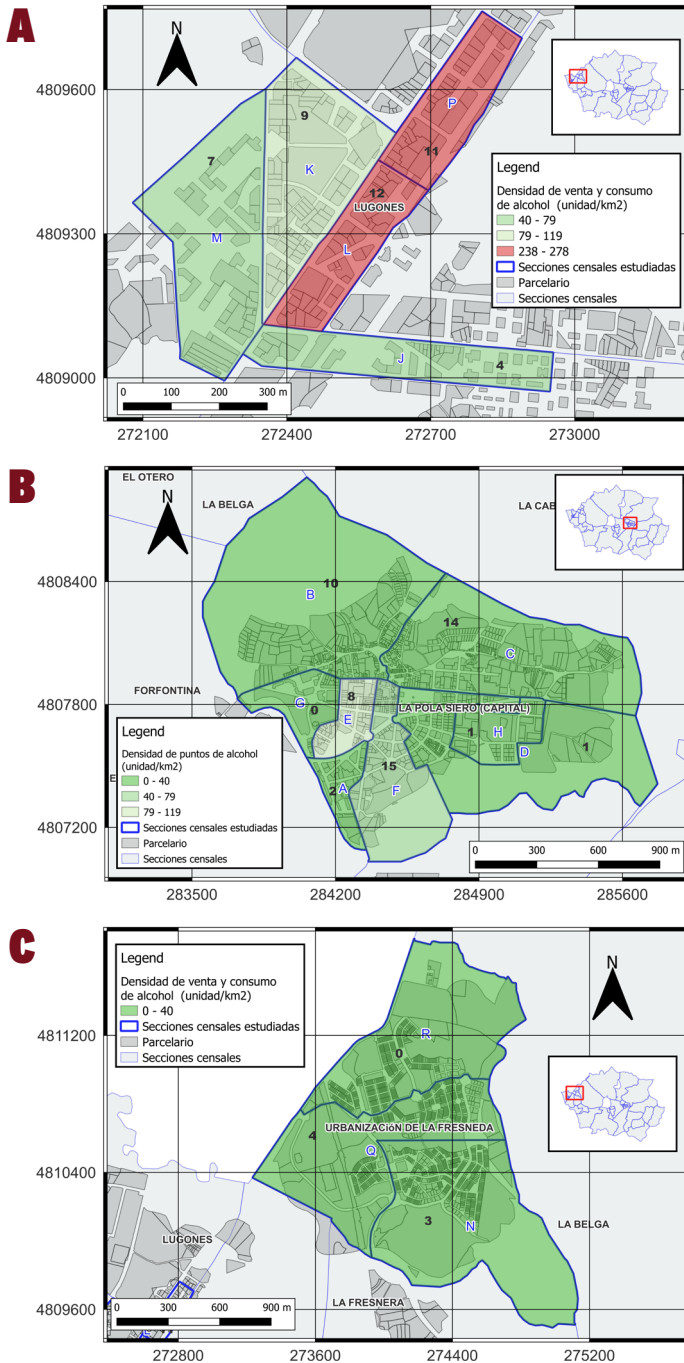 A
N
4809600
4809300
4809000
9
K
7
M
P
11
12
LUGONES
L
J
4
Legend
Densidad de venta y consumo
de alcohol (unidad/km2)
40 - 79
79 - 119
238 - 278
Secciones censales estudiadas
Parcelario
Secciones censales
0 100 200 300 m
272100 272400 272700 273000
B
EL OTERO
LA BELGA
LA CAB
N
4808400
4807800
4807200
10
B
14
C
FORFONTINA
G
0
8
E
LA POLA SIERO (CAPITAL)
1
H
D
1
15
F
2
A
E
Legend
Densidad de puntos de alcohol
(unidad/km2)
0 - 40
40 - 79
79 - 119
Secciones censales estudiadas
Parcelario
Secciones censales
0 300 600 900 m
283500 284200 284900 285600
C
Legend
Densidad de venta y consumo
de alcohol (unidad/km2)
0 - 40
Secciones censales estudiadas
Parcelario
Secciones censales
N
4811200
4810400
4809600
R
0
4
URBANIZACIóN DE LA FRESNEDA
Q
3
N
LA BELGA
LUGONES
LA FRESNERA
L
0 300 600 900 m
272800 273600 274400 275200